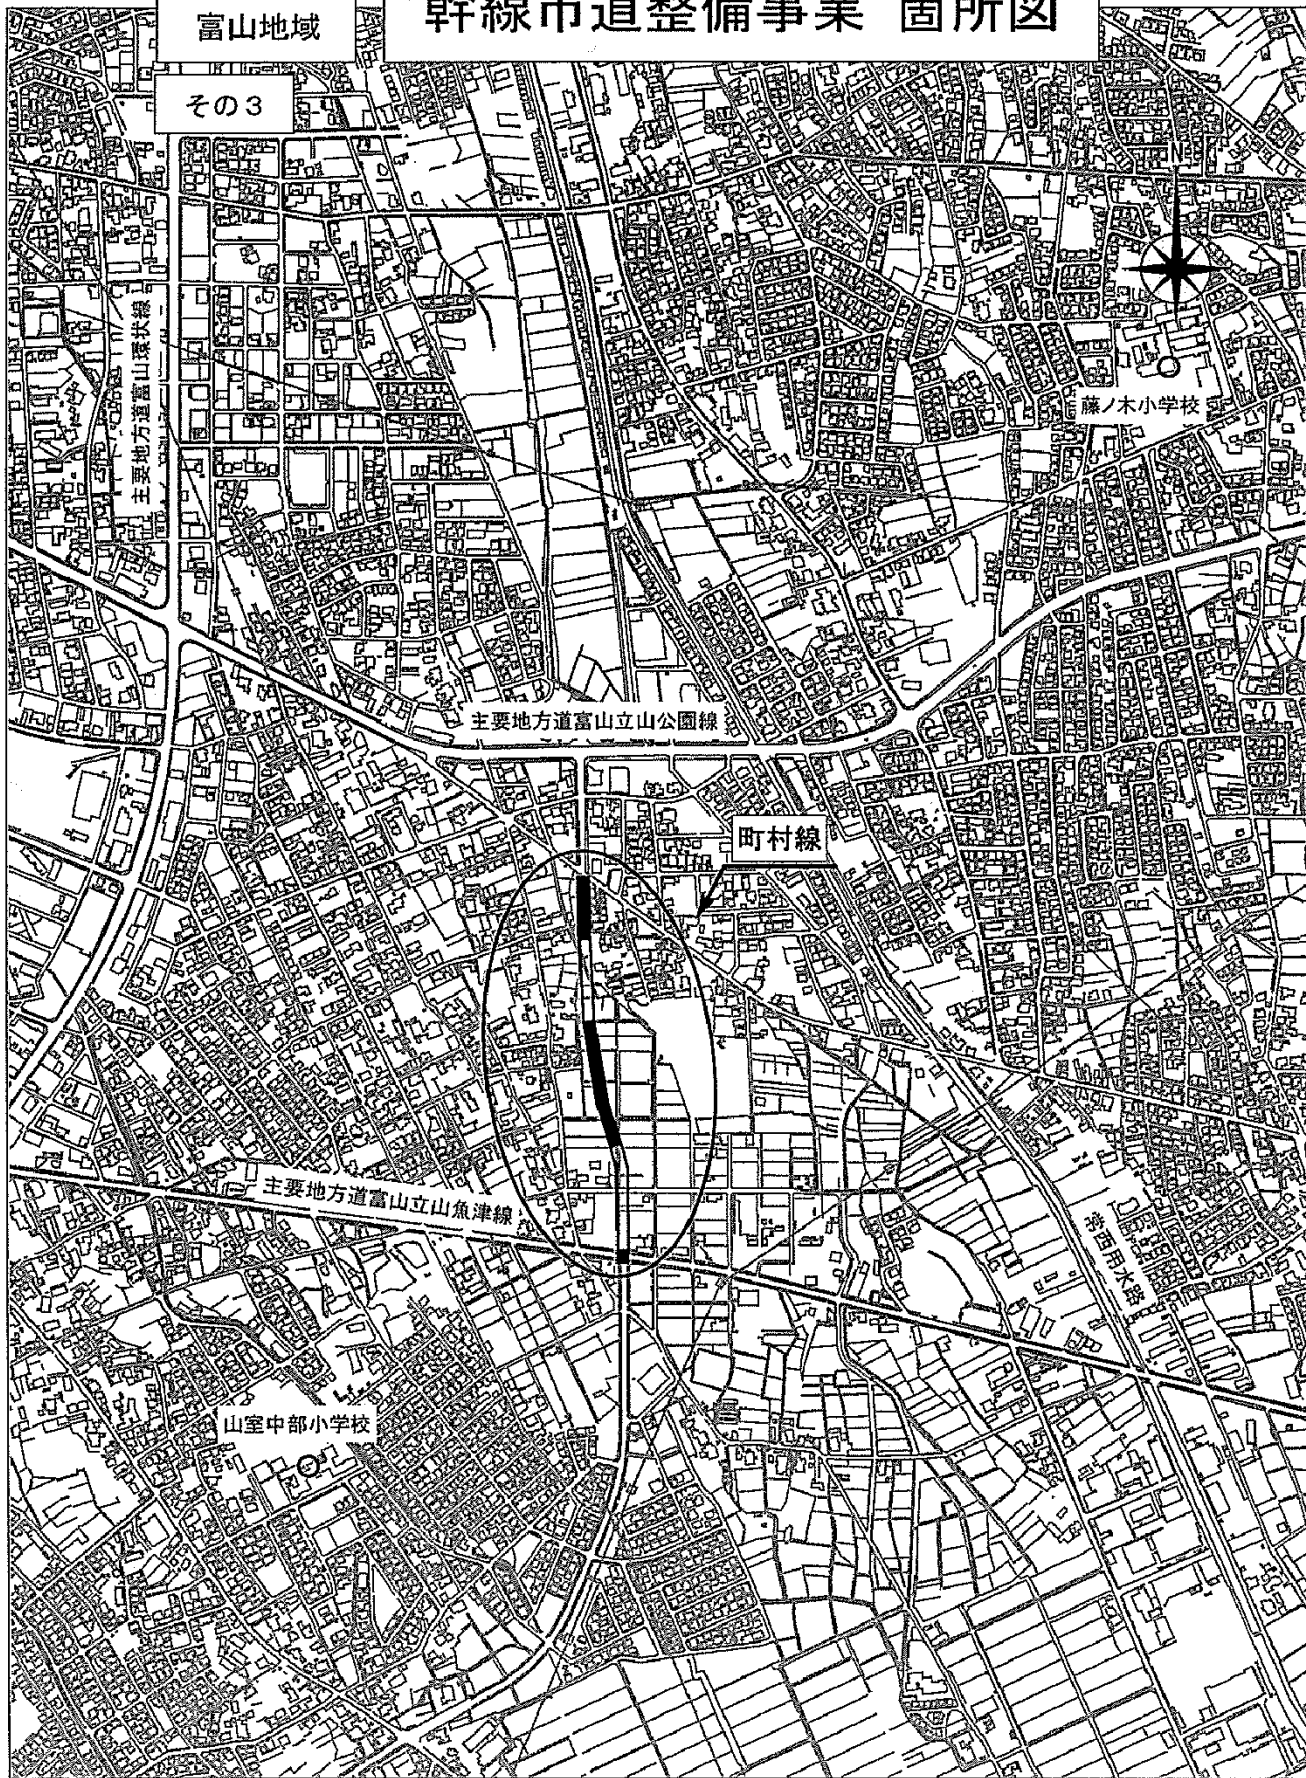 富山地域
幹線市道整備事業 箇所図
その3
N
主要地方道富山環状線
藤ノ木小学校
主要地方道富山立山公園線
町村線
主要地方道富山立山魚津線
常西用水路
山室中部小学校